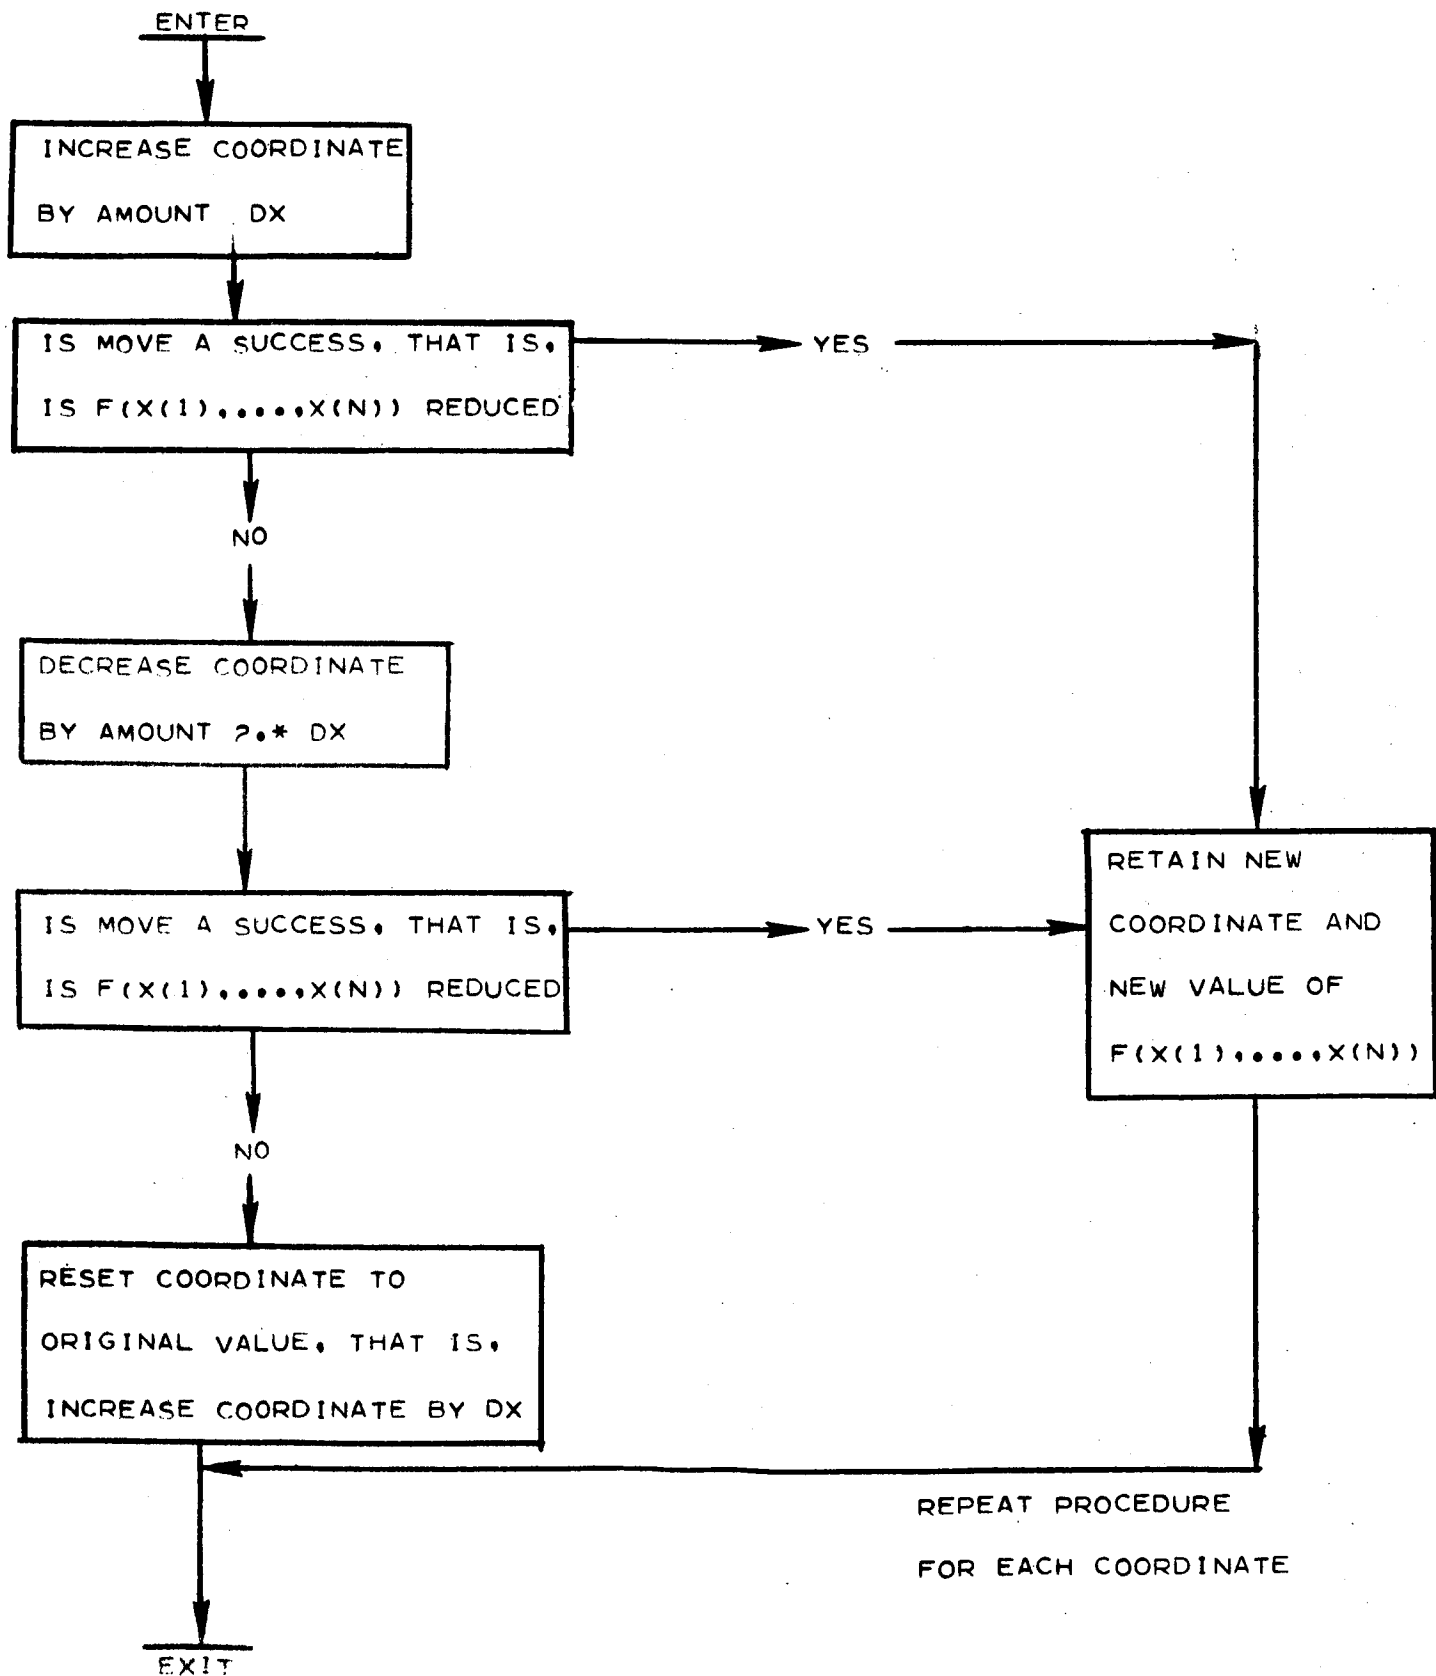 ENTER
INCREASE COORDINATE
BY AMOUNT DX
IS MOVE A SUCCESS, THAT IS,
IS F(X(1),....,X(N)) REDUCED
YES
NO
DECREASE COORDINATE
BY AMOUNT 2.* DX
IS MOVE A SUCCESS, THAT IS,
IS F(X(1),....,X(N)) REDUCED
YES
RETAIN NEW
COORDINATE AND
NEW VALUE OF
F(X(1),....,X(N))
NO
RESET COORDINATE TO
ORIGINAL VALUE, THAT IS,
INCREASE COORDINATE BY DX
REPEAT PROCEDURE
FOR EACH COORDINATE
EXIT